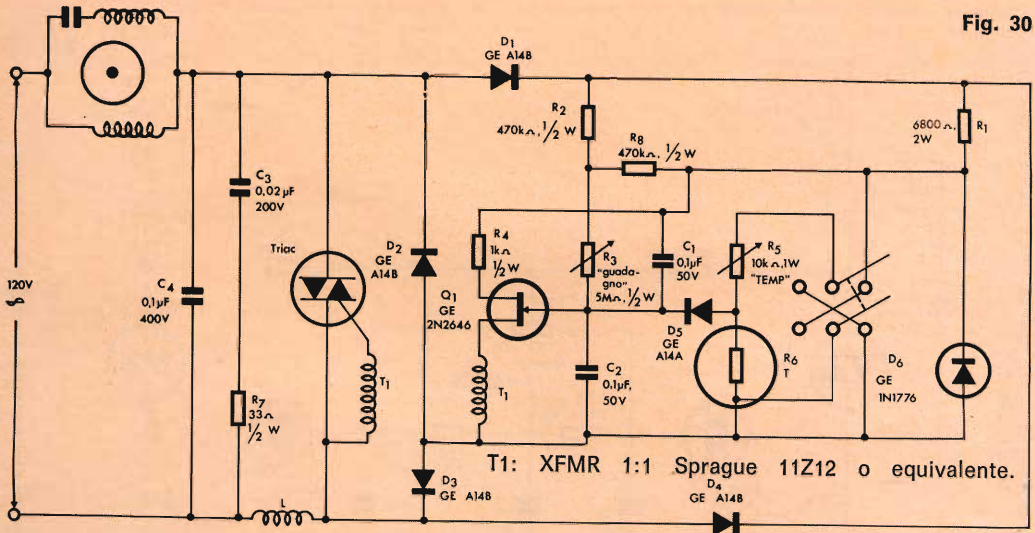 Fig. 30
D1
GE A14B
R2
470kΩ, 1/2 W
R8
470kΩ, 1/2 W
6800Ω,
2W
R1
C3
0,02µF
200V
Triac
D2
GE
A14B
R4
1kΩ
1/2 W
Q1
GE
2N2646
R3
"guada-
gno"
5MΩ, 1/2 W
C1
0,1µF
50V
R5
10kΩ, 1W
"TEMP"
120V
C4
0,1µF
400V
D5
GE
A14A
R6
T
D6
GE
1N1776
T1
T1
C2
0,1µF,
50V
R7
33Ω
1/2 W
T1: XFMR 1:1 Sprague 11Z12 o equivalente.
L
D3
GE A14B
D4
GE A14B